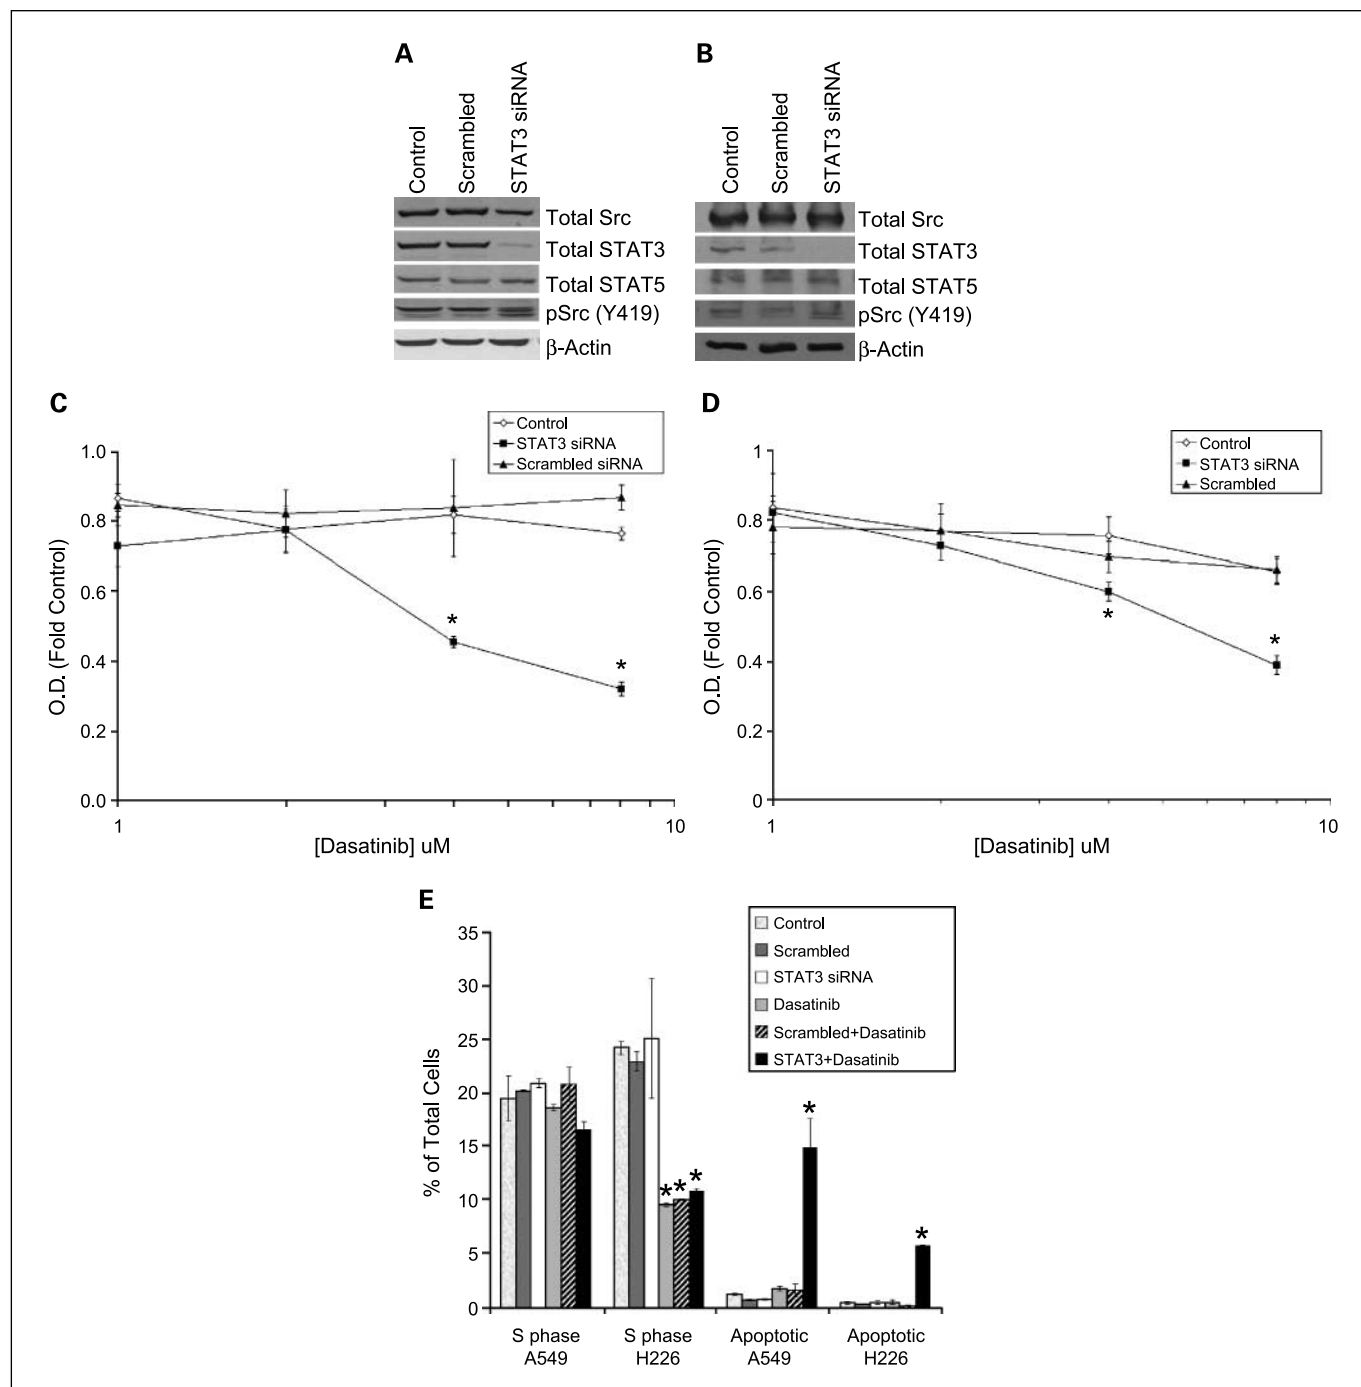 A
Control
Scrambled
STAT3 siRNA
Total Src
Total STAT3
Total STAT5
pSrc (Y419)
β-Actin
B
Control
Scrambled
STAT3 siRNA
Total Src
Total STAT3
Total STAT5
pSrc (Y419)
β-Actin
C
Control
STAT3 siRNA
Scrambled siRNA
O.D. (Fold Control)
1.0
0.8
0.6
0.4
0.2
0.0
* *
1 10
[Dasatinib] uM
D
Control
STAT3 siRNA
Scrambled
O.D. (Fold Control)
1
0.8
0.6
0.4
0.2
0
* *
1 10
[Dasatinib] uM
E
Control
Scrambled
STAT3 siRNA
Dasatinib
Scrambled+Dasatinib
STAT3+Dasatinib
% of Total Cells
35
30
25
20
15
10
5
0
* * * * *
S phase A549
S phase H226
Apoptotic A549
Apoptotic H226